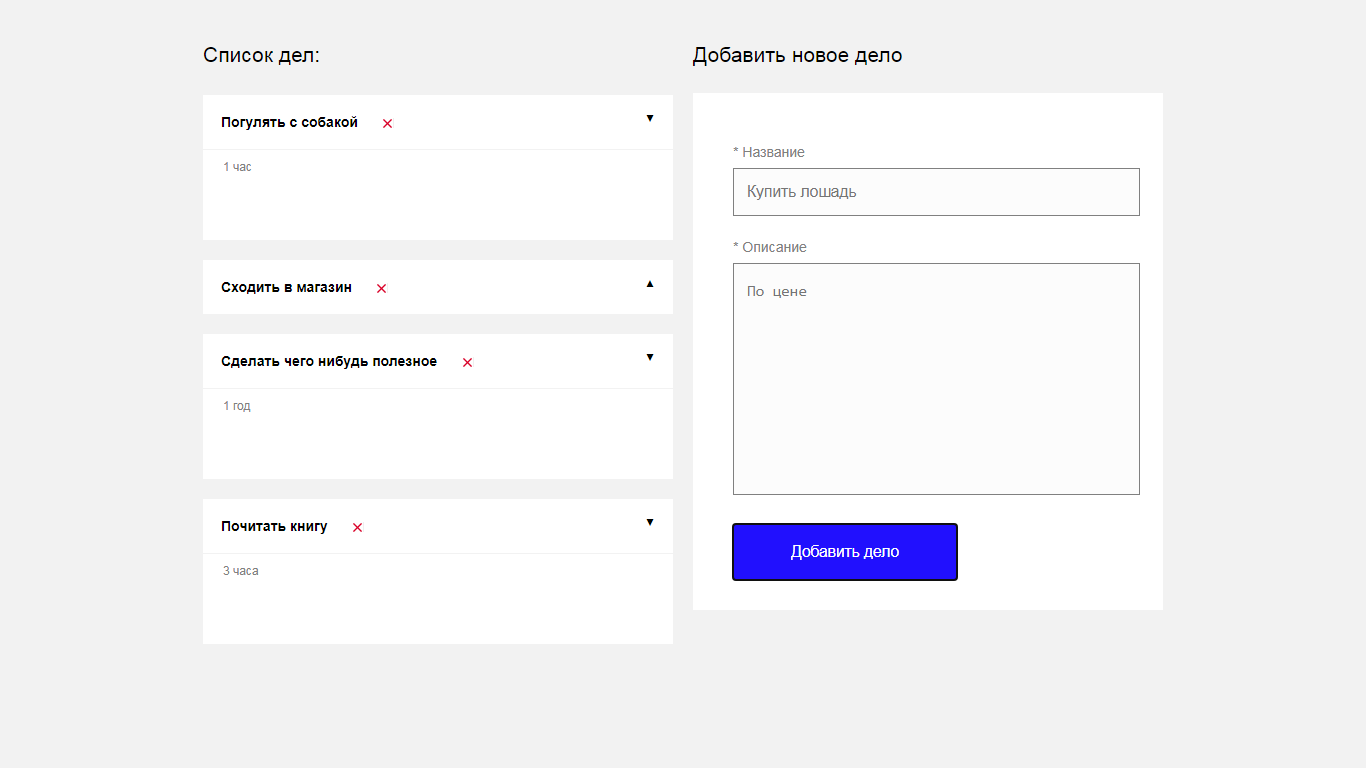 Список дел:
Погулять с собакой
1 час
Сходить в магазин
Сделать чего нибудь полезное
1 год
Почитать книгу
3 часа
Добавить новое дело
* Название
Купить лошадь
* Описание
По цене
Добавить дело